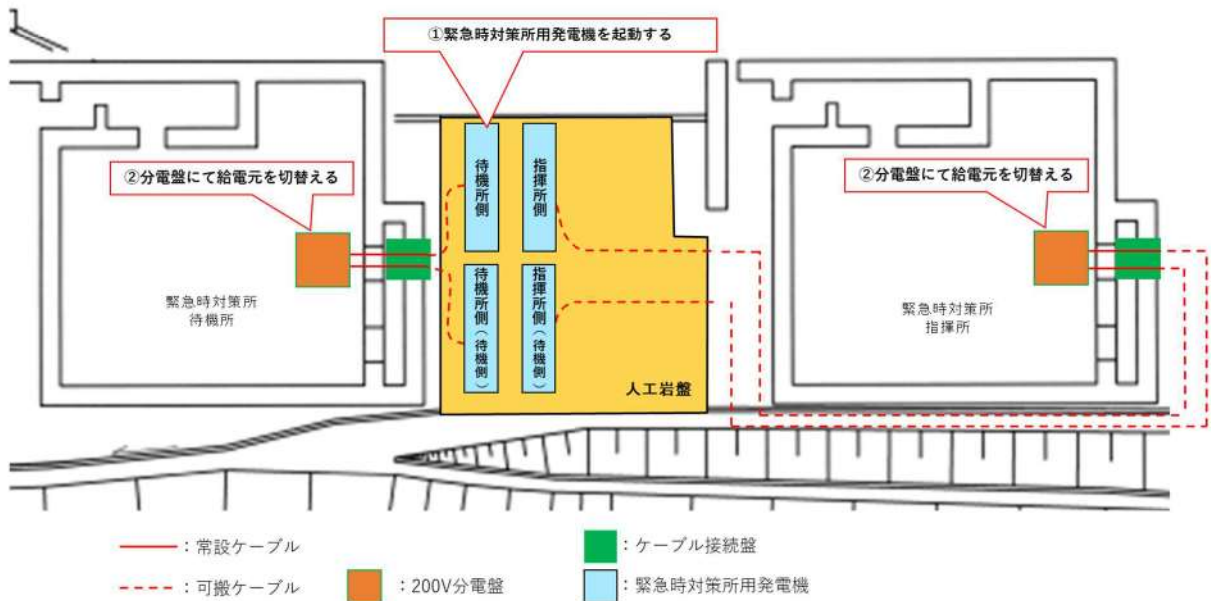 ①緊急時対策所用発電機を起動する
②分電盤にて給電元を切替える
②分電盤にて給電元を切替える
待機所側
指揮所側
待機所側（待機側）
指揮所側（待機側）
緊急時対策所
待機所
緊急時対策所
指揮所
人工岩盤
：常設ケーブル
：ケーブル接続盤
：可搬ケーブル
：200V分電盤
：緊急時対策所用発電機